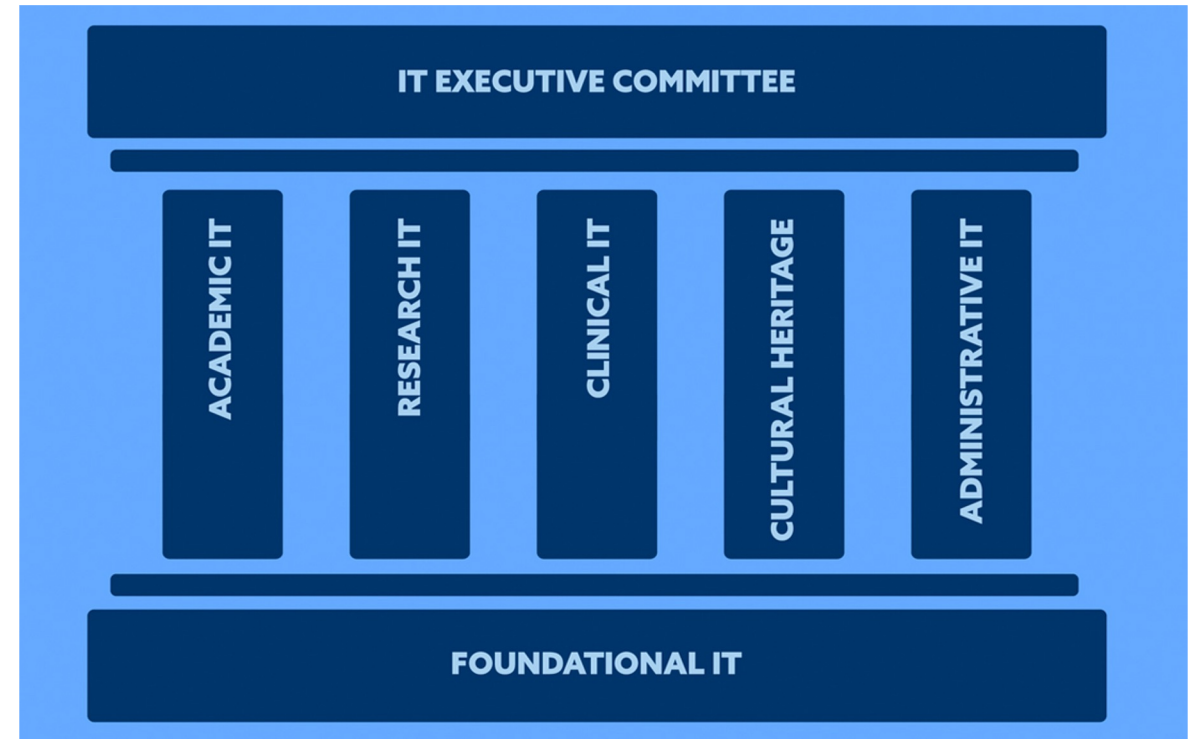 IT EXECUTIVE COMMITTEE
ACADEMIC IT
RESEARCH IT
CLINICAL IT
CULTURAL HERITAGE
ADMINISTRATIVE IT
FOUNDATIONAL IT